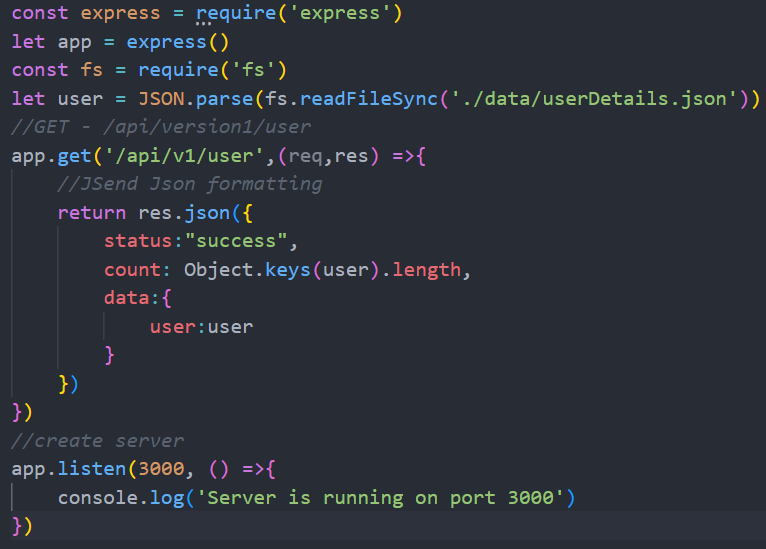 const express = require('express')
let app = express()
const fs = require('fs')
let user = JSON.parse(fs.readFileSync('./data/userDetails.json'))
//GET - /api/version1/user
app.get('/api/v1/user',(req,res) =>{
    //JSend Json formatting
    return res.json({
        status:"success",
        count: Object.keys(user).length,
        data:{
            user:user
        }
    })
})
//create server
app.listen(3000, () =>{
    console.log('Server is running on port 3000')
})